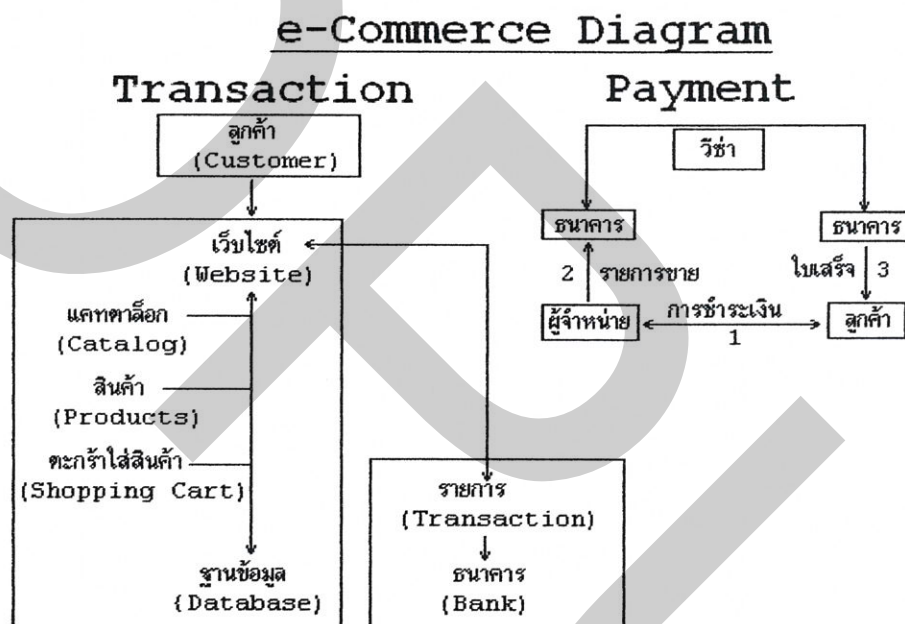 e-Commerce Diagram
Transaction
Payment
ลูกค้า
(Customer)
เว็บไซต์
(Website)
แคทตาล็อก
(Catalog)
สินค้า
(Products)
ตะกร้าใส่สินค้า
(Shopping Cart)
ฐานข้อมูล
(Database)
รายการ
(Transaction)
ธนาคาร
(Bank)
วีซ่า
ธนาคาร
ธนาคาร
2 รายการขาย
ใบเสร็จ 3
ผู้จำหน่าย
การชำระเงิน
1
ลูกค้า